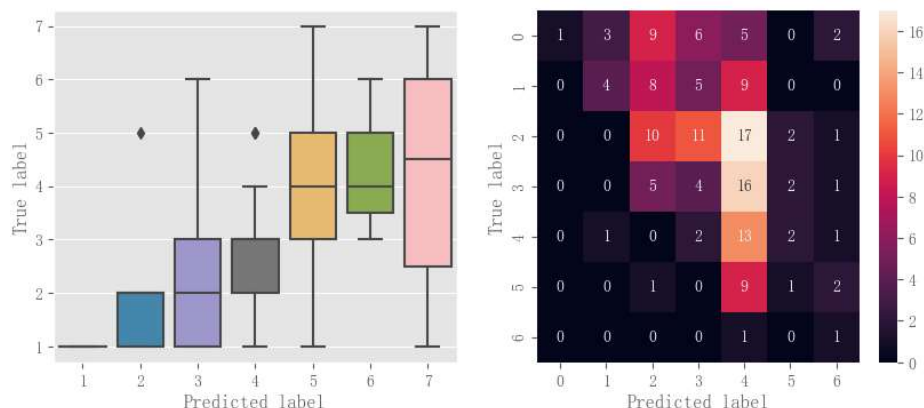 7
6
5
4
3
2
1
True label
1 2 3 4 5 6 7
Predicted label
True label
0 1 3 9 6 5 0 2
1 0 4 8 5 9 0 0
2 0 0 10 11 17 2 1
3 0 0 5 4 16 2 1
4 0 1 0 2 13 2 1
5 0 0 1 0 9 1 2
6 0 0 0 0 1 0 1
0 1 2 3 4 5 6
Predicted label
16
14
12
10
8
6
4
2
0